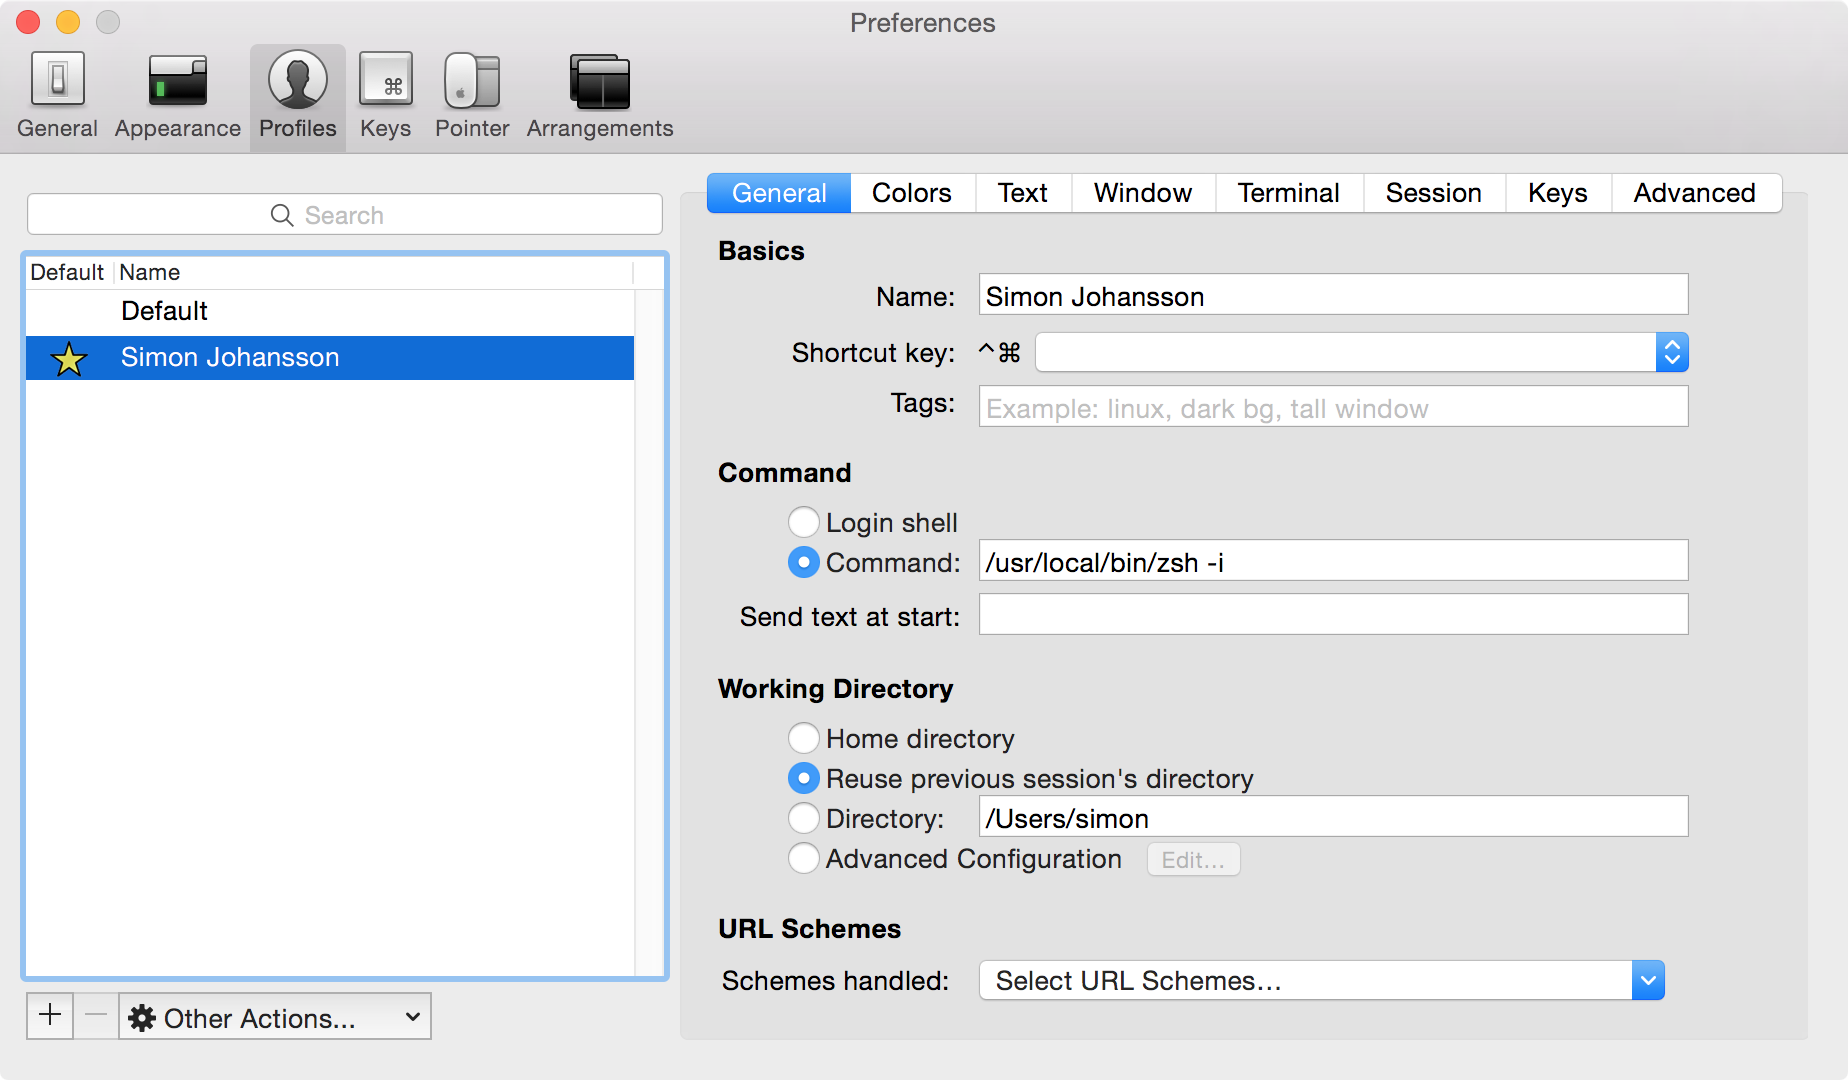 Preferences
General Appearance Profiles Keys Pointer Arrangements
Search
Default Name
Default
Simon Johansson
Other Actions...
General Colors Text Window Terminal Session Keys Advanced
Basics
Name: Simon Johansson
Shortcut key: ^⌘
Tags: Example: linux, dark bg, tall window
Command
Login shell
Command: /usr/local/bin/zsh -i
Send text at start:
Working Directory
Home directory
Reuse previous session's directory
Directory: /Users/simon
Advanced Configuration Edit...
URL Schemes
Schemes handled: Select URL Schemes...